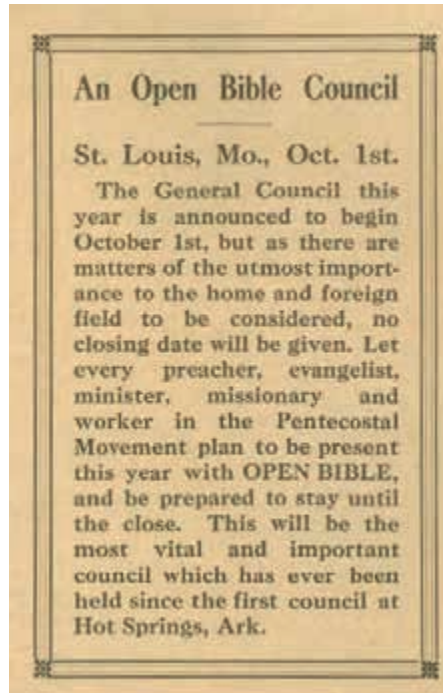 An Open Bible Council
St. Louis, Mo., Oct. 1st.
The General Council this
year is announced to begin
October 1st, but as there are
matters of the utmost import-
ance to the home and foreign
field to be considered, no
closing date will be given. Let
every preacher, evangelist,
minister, missionary and
worker in the Pentecostal
Movement plan to be present
this year with OPEN BIBLE,
and be prepared to stay until
the close. This will be the
most vital and important
council which has ever been
held since the first council at
Hot Springs, Ark.